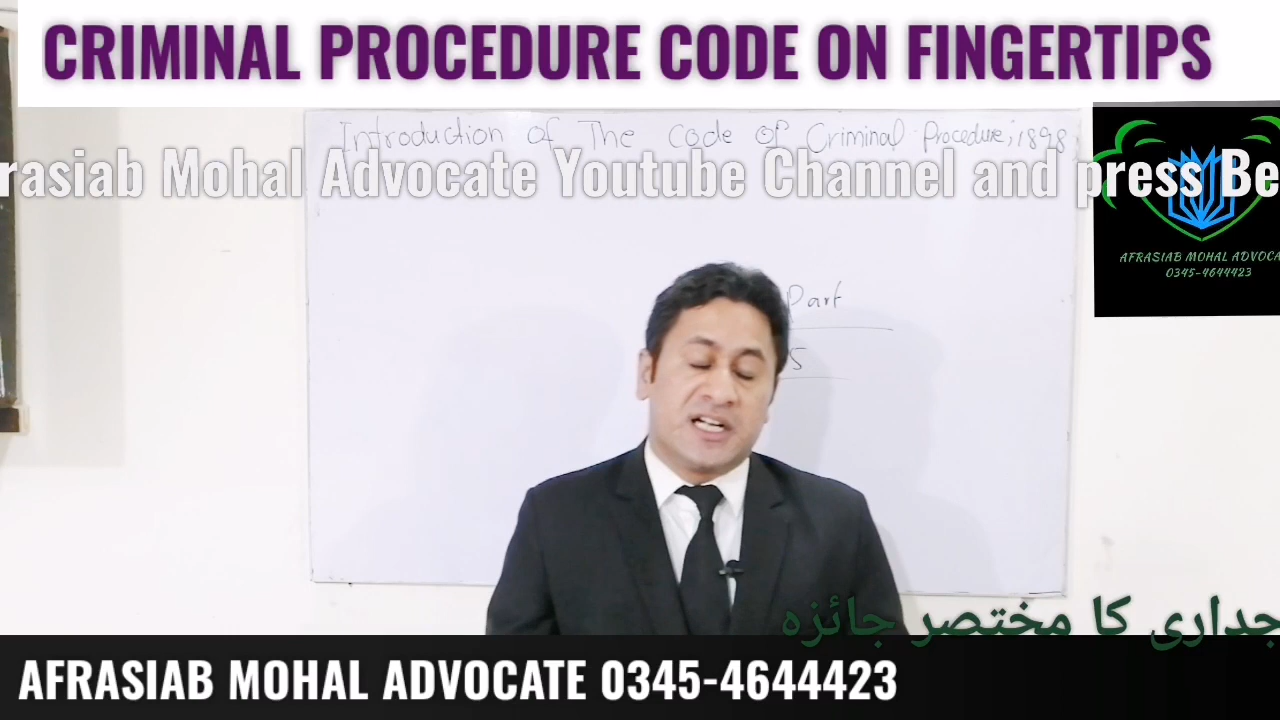 CRIMINAL PROCEDURE CODE ON FINGERTIPS
Introduction of The Code of Criminal Procedure, 1898
rasiab Mohal Advocate Youtube Channel and press Be
AFRASIAB MOHAL ADVOCA
0345-4644423
Part
5
جداری کا مختصر جائزہ
AFRASIAB MOHAL ADVOCATE 0345-4644423